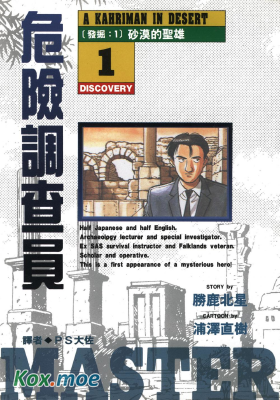 A KAHRIMAN IN DESERT
〔發掘:1〕砂漠的聖雄
1
DISCOVERY
危險調查員
Half Japanese and half English.
Archaeology lecturer and special investigator.
Ex SAS survival instructor and Falklands veteran.
Scholar and operative.
This is a first appearance of a mysterious hero!
STORY by
勝鹿北星
CARTOON by
浦澤直樹
譯者◆PS大佐
MASTER
Kox.moe